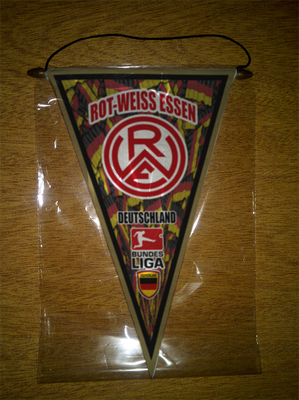 ROT-WEISS ESSEN
RWE
DEUTSCHLAND
BUNDES
LIGA